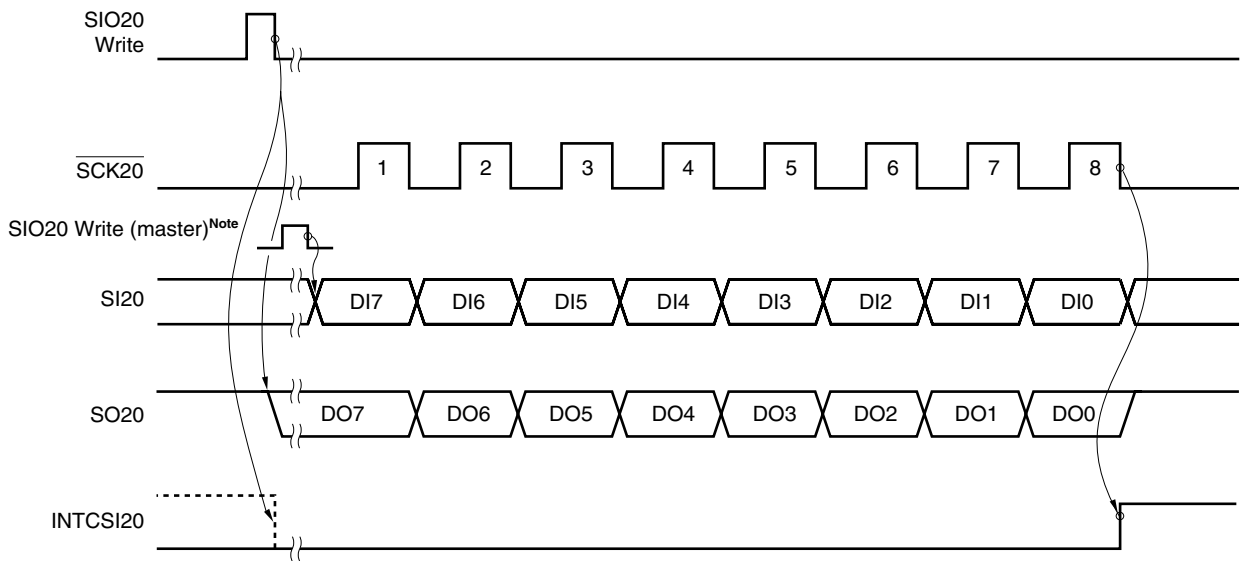 SIO20
Write
SCK20
1 2 3 4 5 6 7 8
SIO20 Write (master)Note
SI20
DI7 DI6 DI5 DI4 DI3 DI2 DI1 DI0
SO20
DO7 DO6 DO5 DO4 DO3 DO2 DO1 DO0
INTCSI20